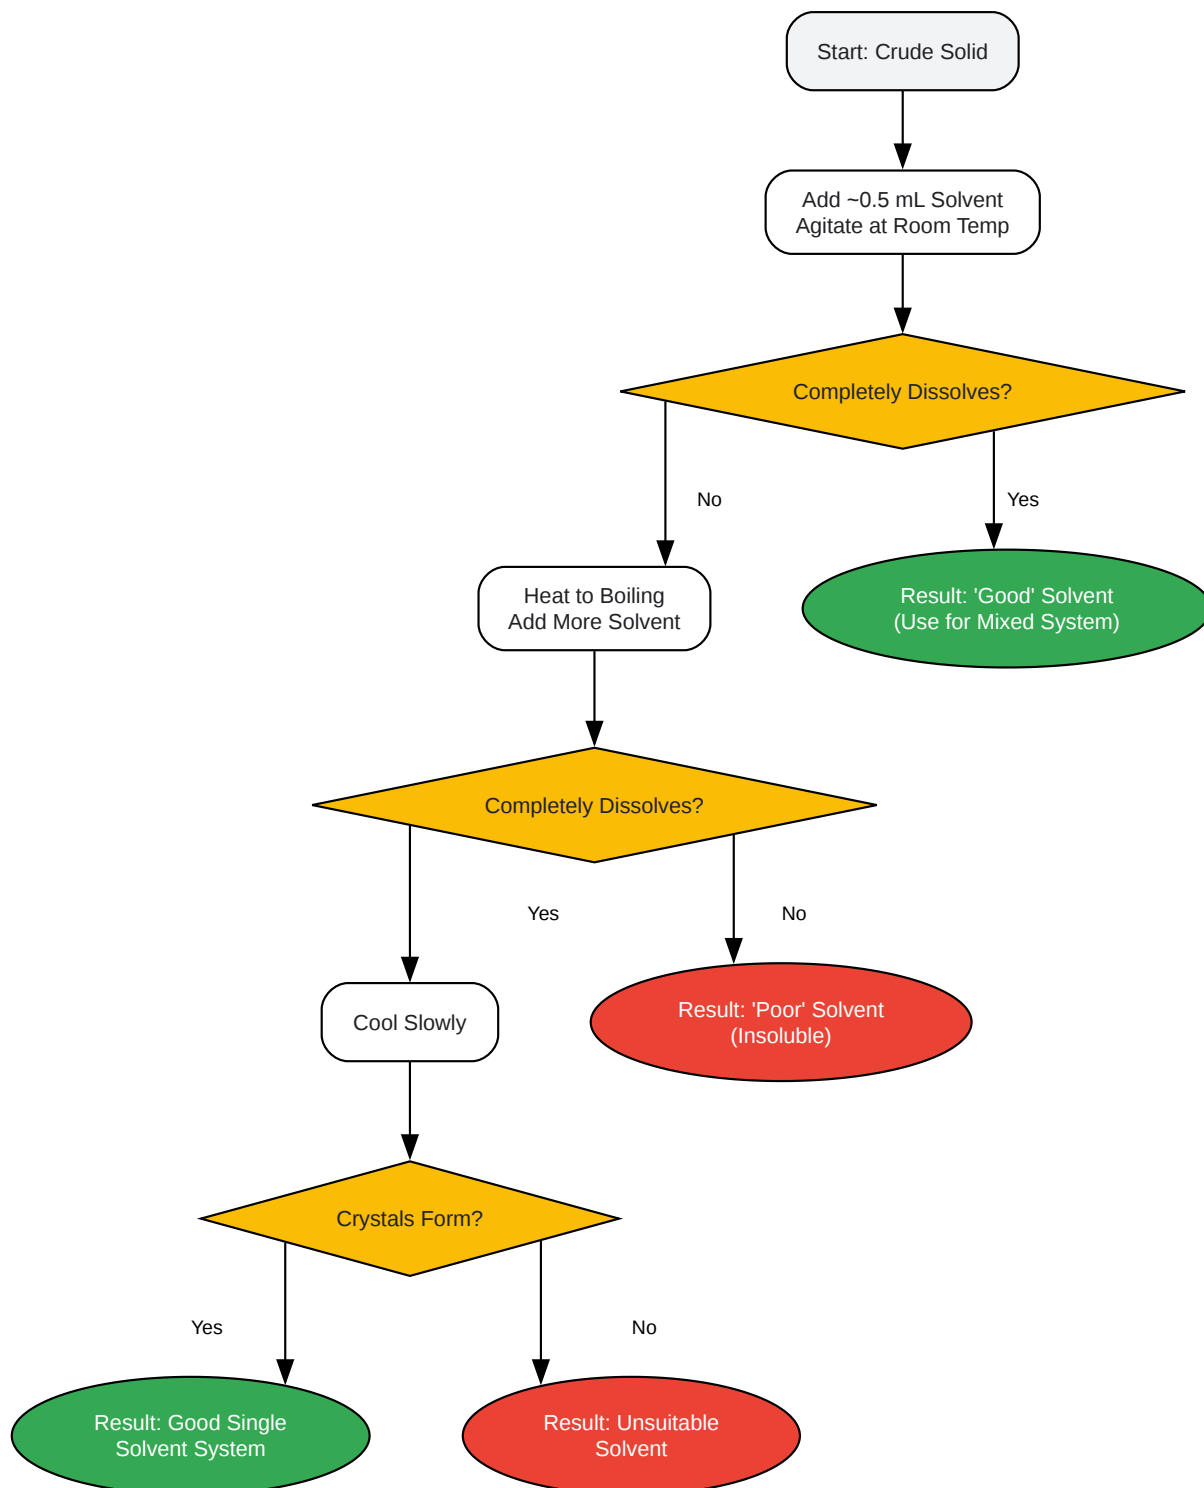 Start: Crude Solid
Add ~0.5 mL Solvent
Agitate at Room Temp
Completely Dissolves?
No
Yes
Heat to Boiling
Add More Solvent
Result: 'Good' Solvent
(Use for Mixed System)
Completely Dissolves?
Yes
No
Cool Slowly
Result: 'Poor' Solvent
(Insoluble)
Crystals Form?
Yes
No
Result: Good Single
Solvent System
Result: Unsuitable
Solvent